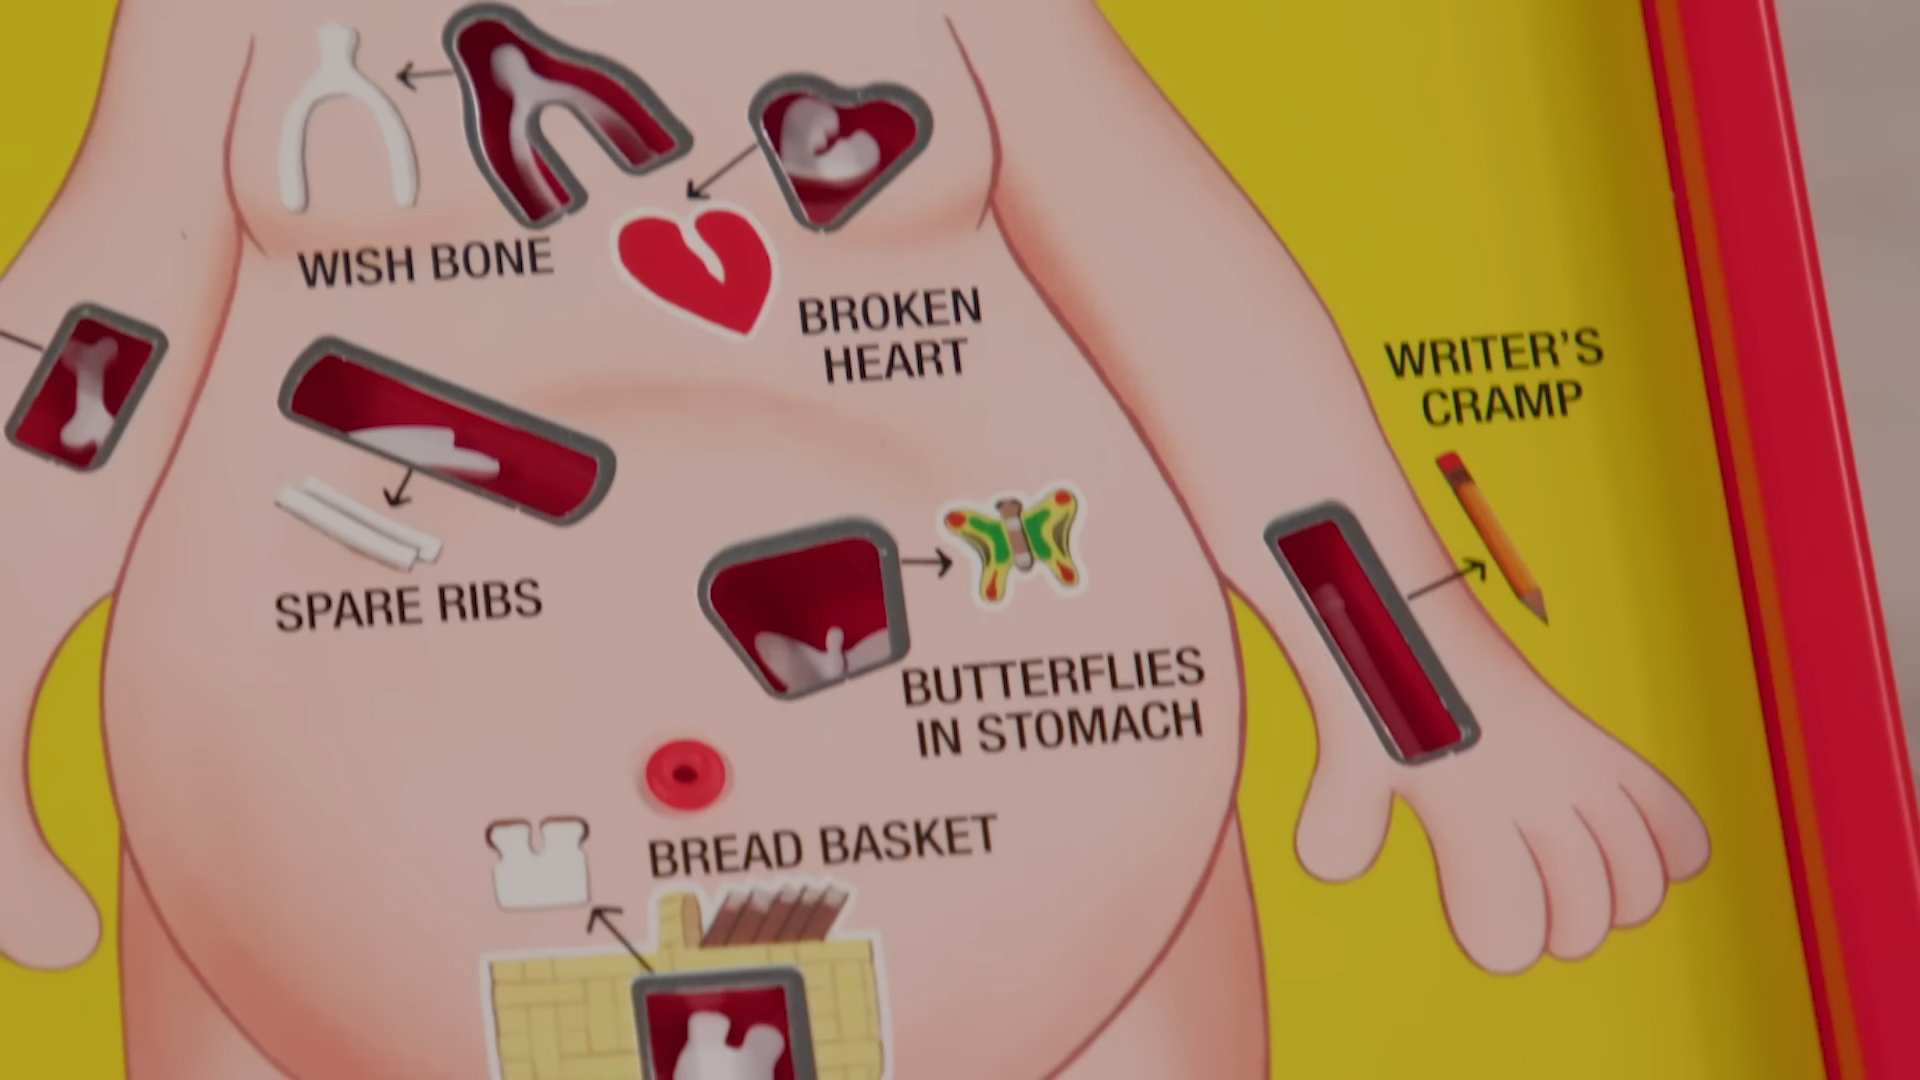 WISH BONE
BROKEN
HEART
WRITER'S
CRAMP
SPARE RIBS
BUTTERFLIES
IN STOMACH
BREAD BASKET